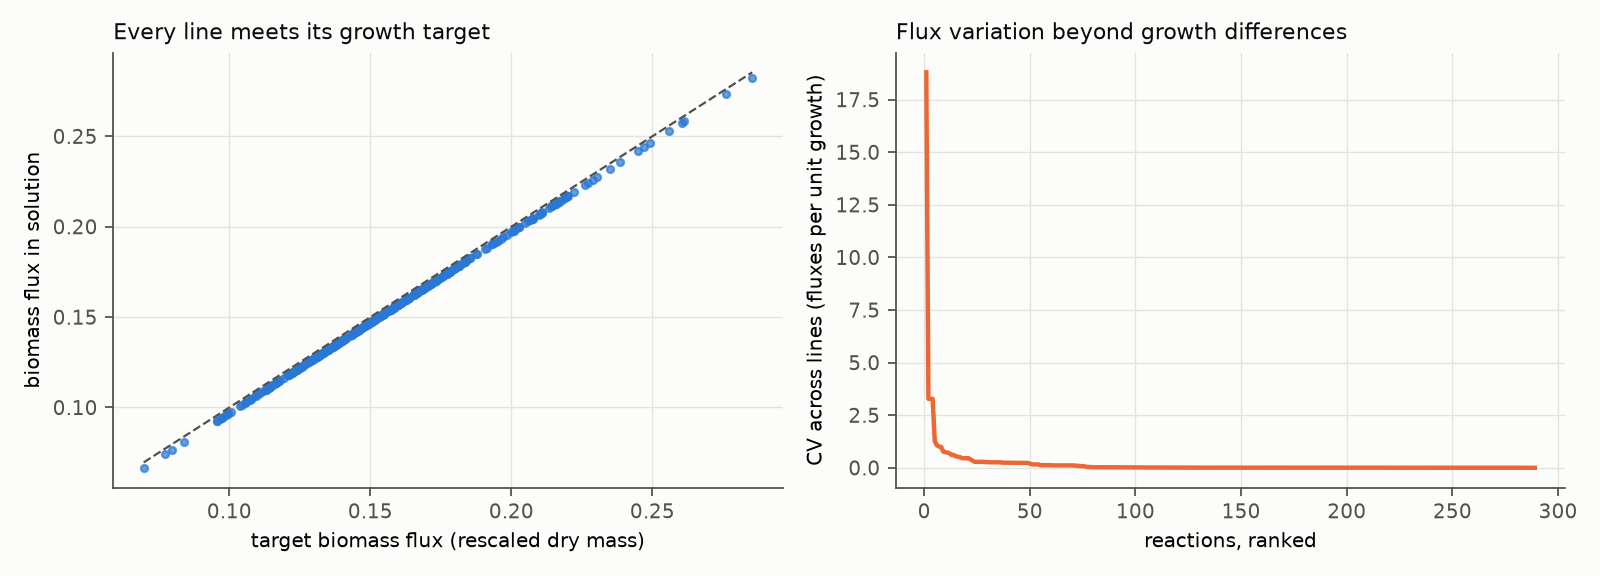 Every line meets its growth target
biomass flux in solution
0.25
0.20
0.15
0.10
0.10 0.15 0.20 0.25
target biomass flux (rescaled dry mass)
Flux variation beyond growth differences
CV across lines (fluxes per unit growth)
17.5
15.0
12.5
10.0
7.5
5.0
2.5
0.0
0 50 100 150 200 250 300
reactions, ranked